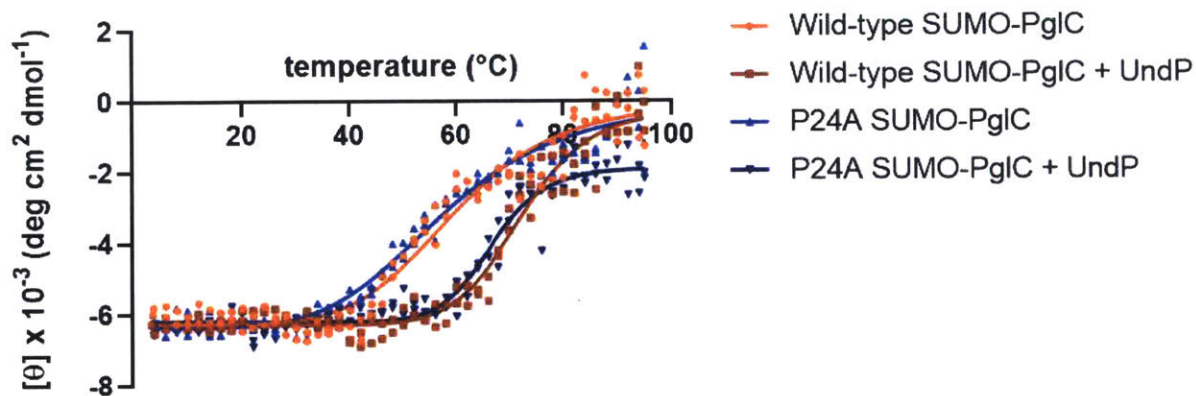 2
temperature (°C)
0
20
40
60
80
100
-2
-4
-6
-8
[θ] x 10⁻³ (deg cm² dmol⁻¹)
Wild-type SUMO-PglC
Wild-type SUMO-PglC + UndP
P24A SUMO-PglC
P24A SUMO-PglC + UndP